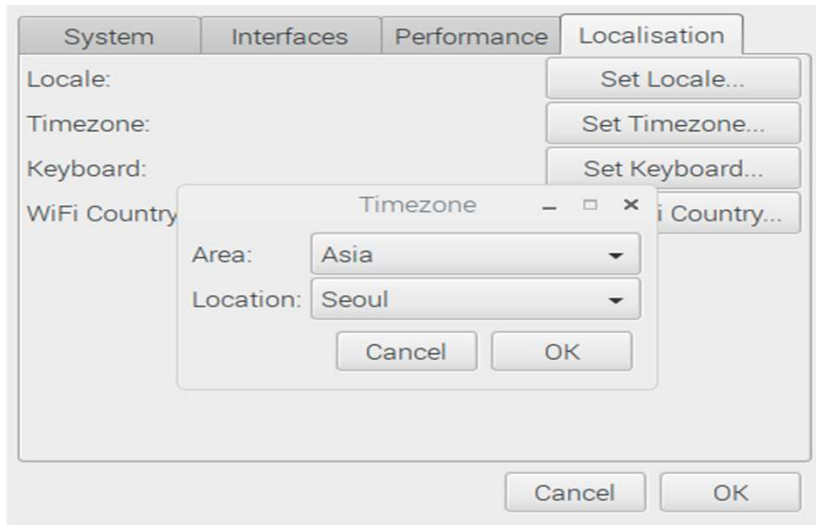 System Interfaces Performance Localisation
Locale: Set Locale...
Timezone: Set Timezone...
Keyboard: Set Keyboard...
WiFi Country i Country...
Timezone
Area: Asia
Location: Seoul
Cancel OK
Cancel OK